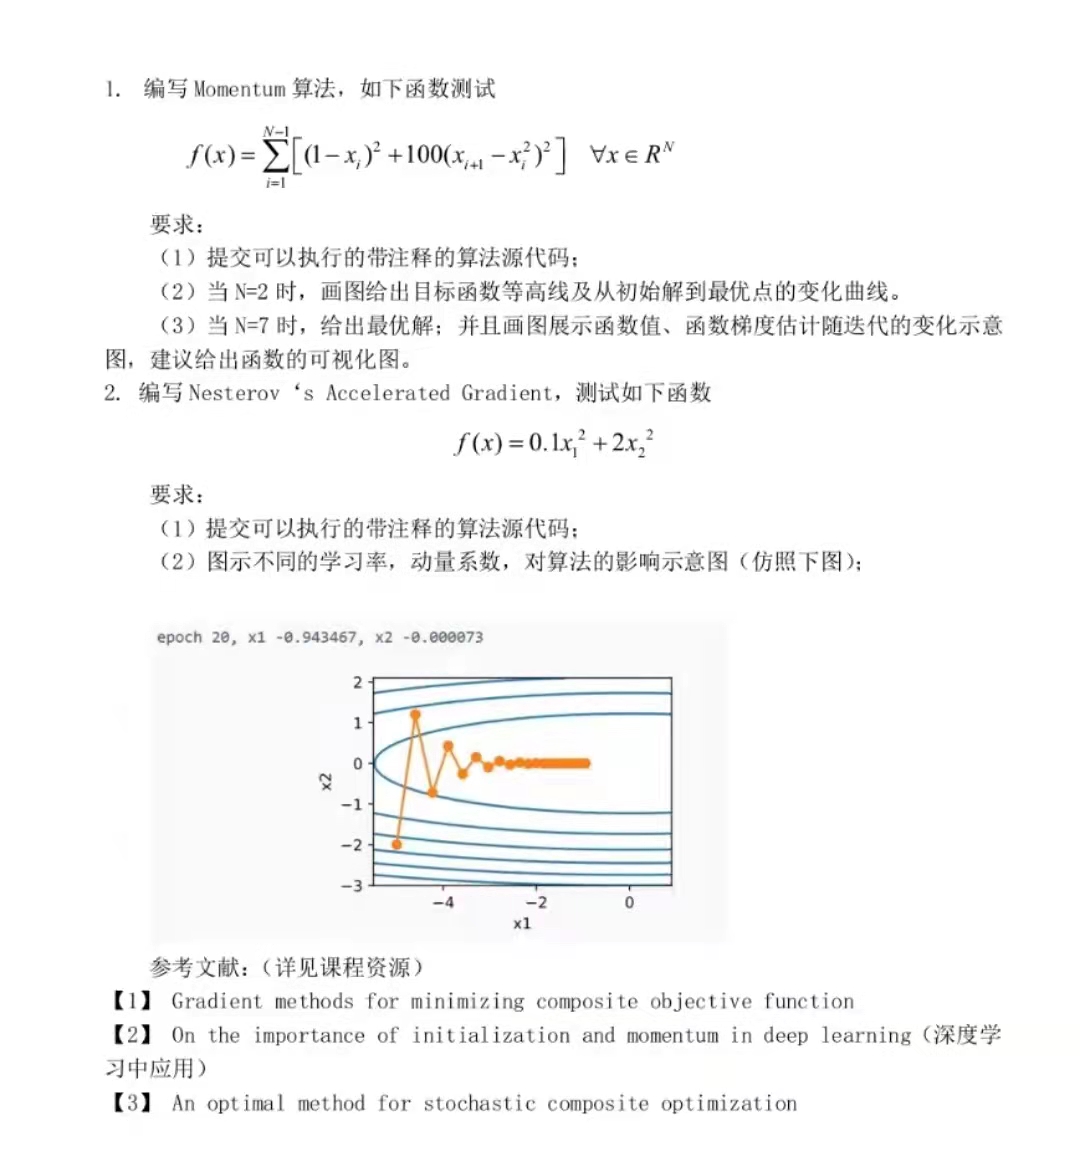 1. 编写 Momentum 算法，如下函数测试
f(x) = \sum_{i=1}^{N-1} [(1-x_i)^2 + 100(x_{i+1} - x_i^2)^2] ∀x ∈ R^N
要求：
（1）提交可以执行的带注释的算法源代码；
（2）当 N=2 时，画图给出目标函数等高线及从初始解到最优点的变化曲线。
（3）当 N=7 时，给出最优解；并且画图展示函数值、函数梯度估计随迭代的变化示意
图，建议给出函数的可视化图。
2. 编写 Nesterov ‘s Accelerated Gradient，测试如下函数
f(x) = 0.1x_1^2 + 2x_2^2
要求：
（1）提交可以执行的带注释的算法源代码；
（2）图示不同的学习率，动量系数，对算法的影响示意图（仿照下图）；
epoch 20, x1 -0.943467, x2 -0.000073
2
1
0
-1
-2
-3
x2
-4 -2 0
x1
参考文献：（详见课程资源）
【1】 Gradient methods for minimizing composite objective function
【2】 On the importance of initialization and momentum in deep learning（深度学
习中应用）
【3】 An optimal method for stochastic composite optimization